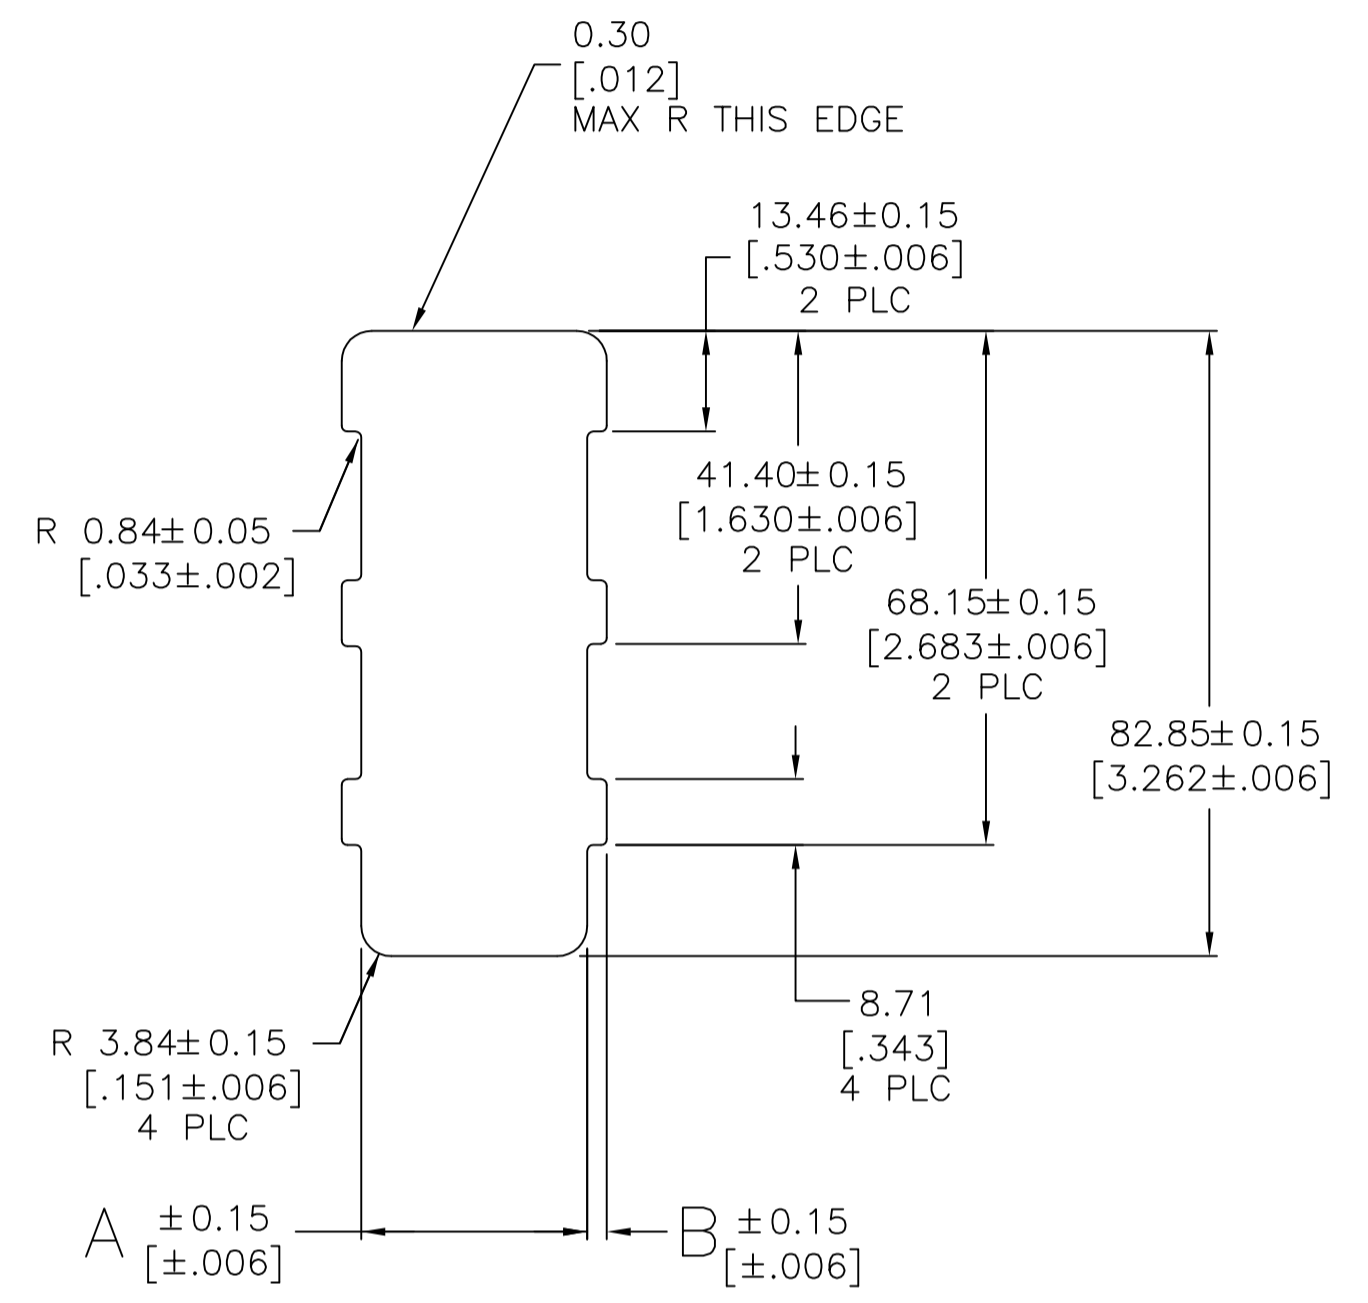 0.30
[.012]
MAX R THIS EDGE
13.46±0.15
[.530±.006]
2 PLC
41.40±0.15
[1.630±.006]
2 PLC
R 0.84±0.05
[.033±.002]
68.15±0.15
[2.683±.006]
2 PLC
82.85±0.15
[3.262±.006]
8.71
[.343]
4 PLC
R 3.84±0.15
[.151±.006]
4 PLC
A ±0.15
[±.006]
B ±0.15
[±.006]